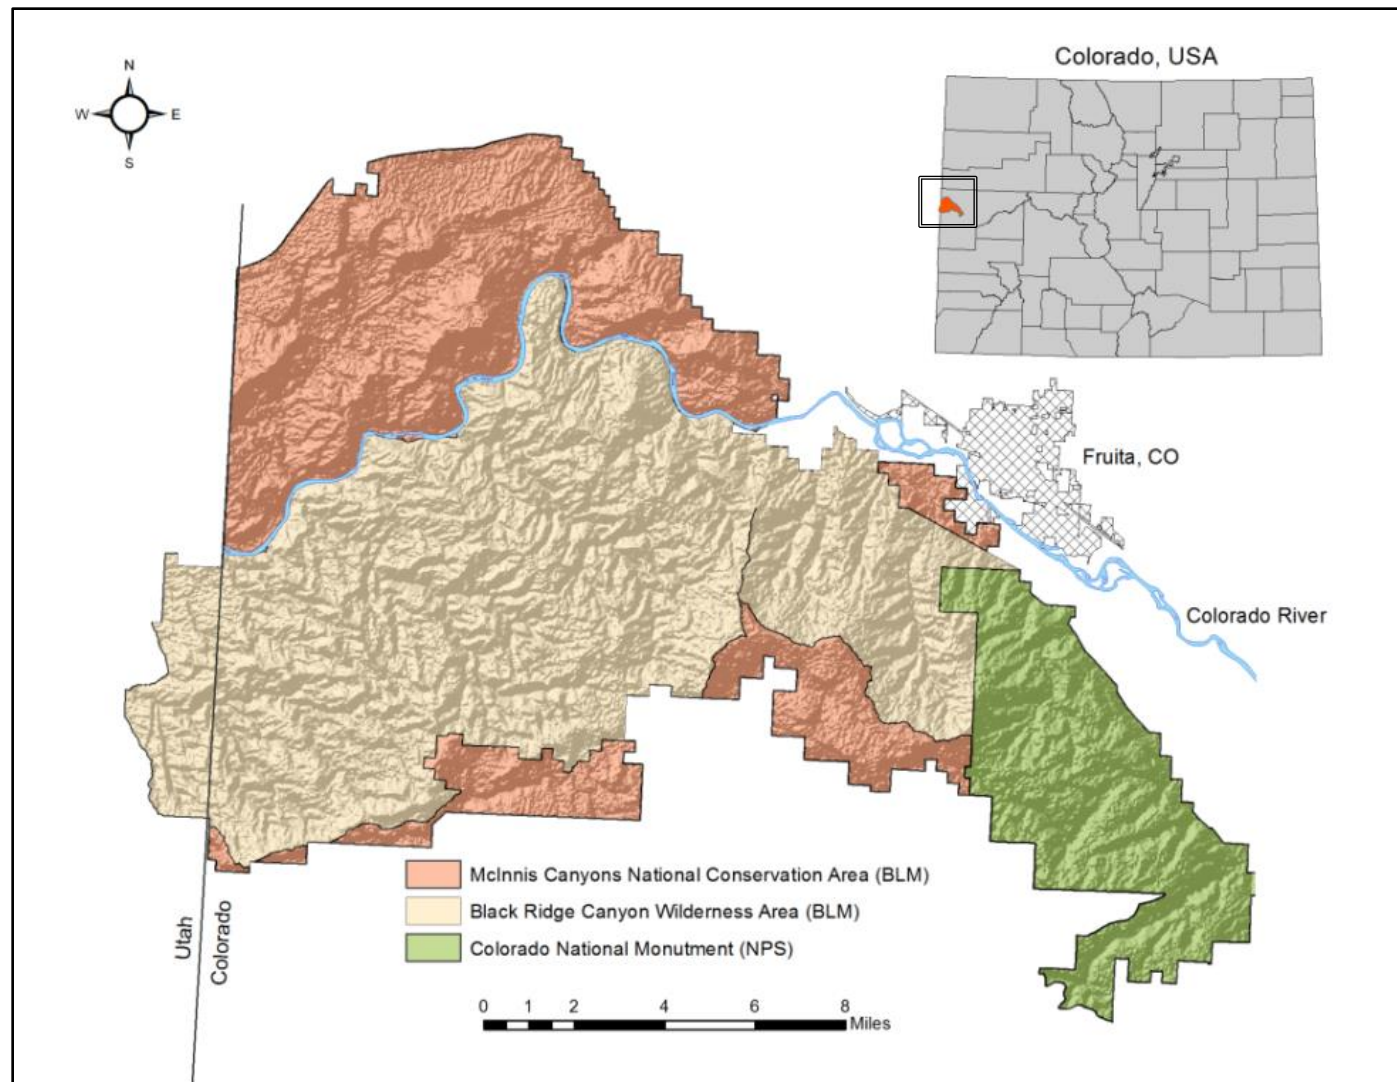 Colorado, USA
N
W
E
S
Fruita, CO
Colorado River
McInnis Canyons National Conservation Area (BLM)
Black Ridge Canyon Wilderness Area (BLM)
Colorado National Monutment (NPS)
Utah
Colorado
0 1 2 4 6 8
Miles